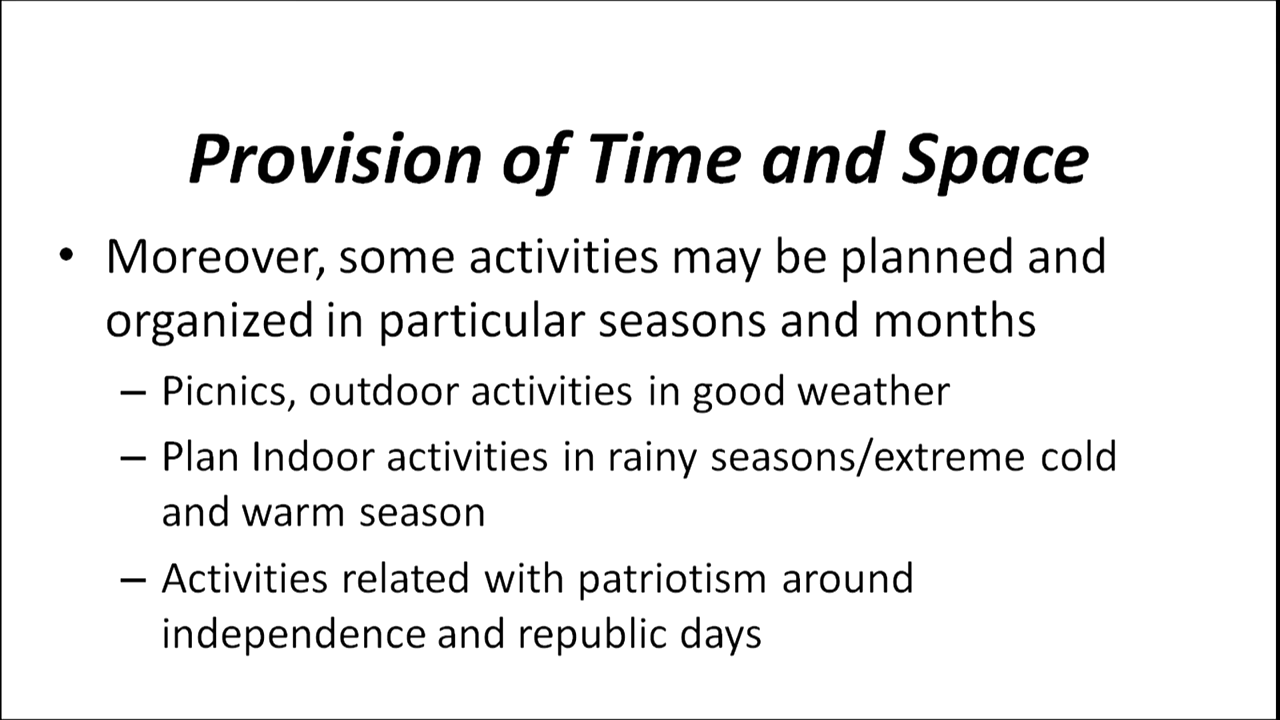 Provision of Time and Space
• Moreover, some activities may be planned and
organized in particular seasons and months
– Picnics, outdoor activities in good weather
– Plan Indoor activities in rainy seasons/extreme cold
and warm season
– Activities related with patriotism around
independence and republic days